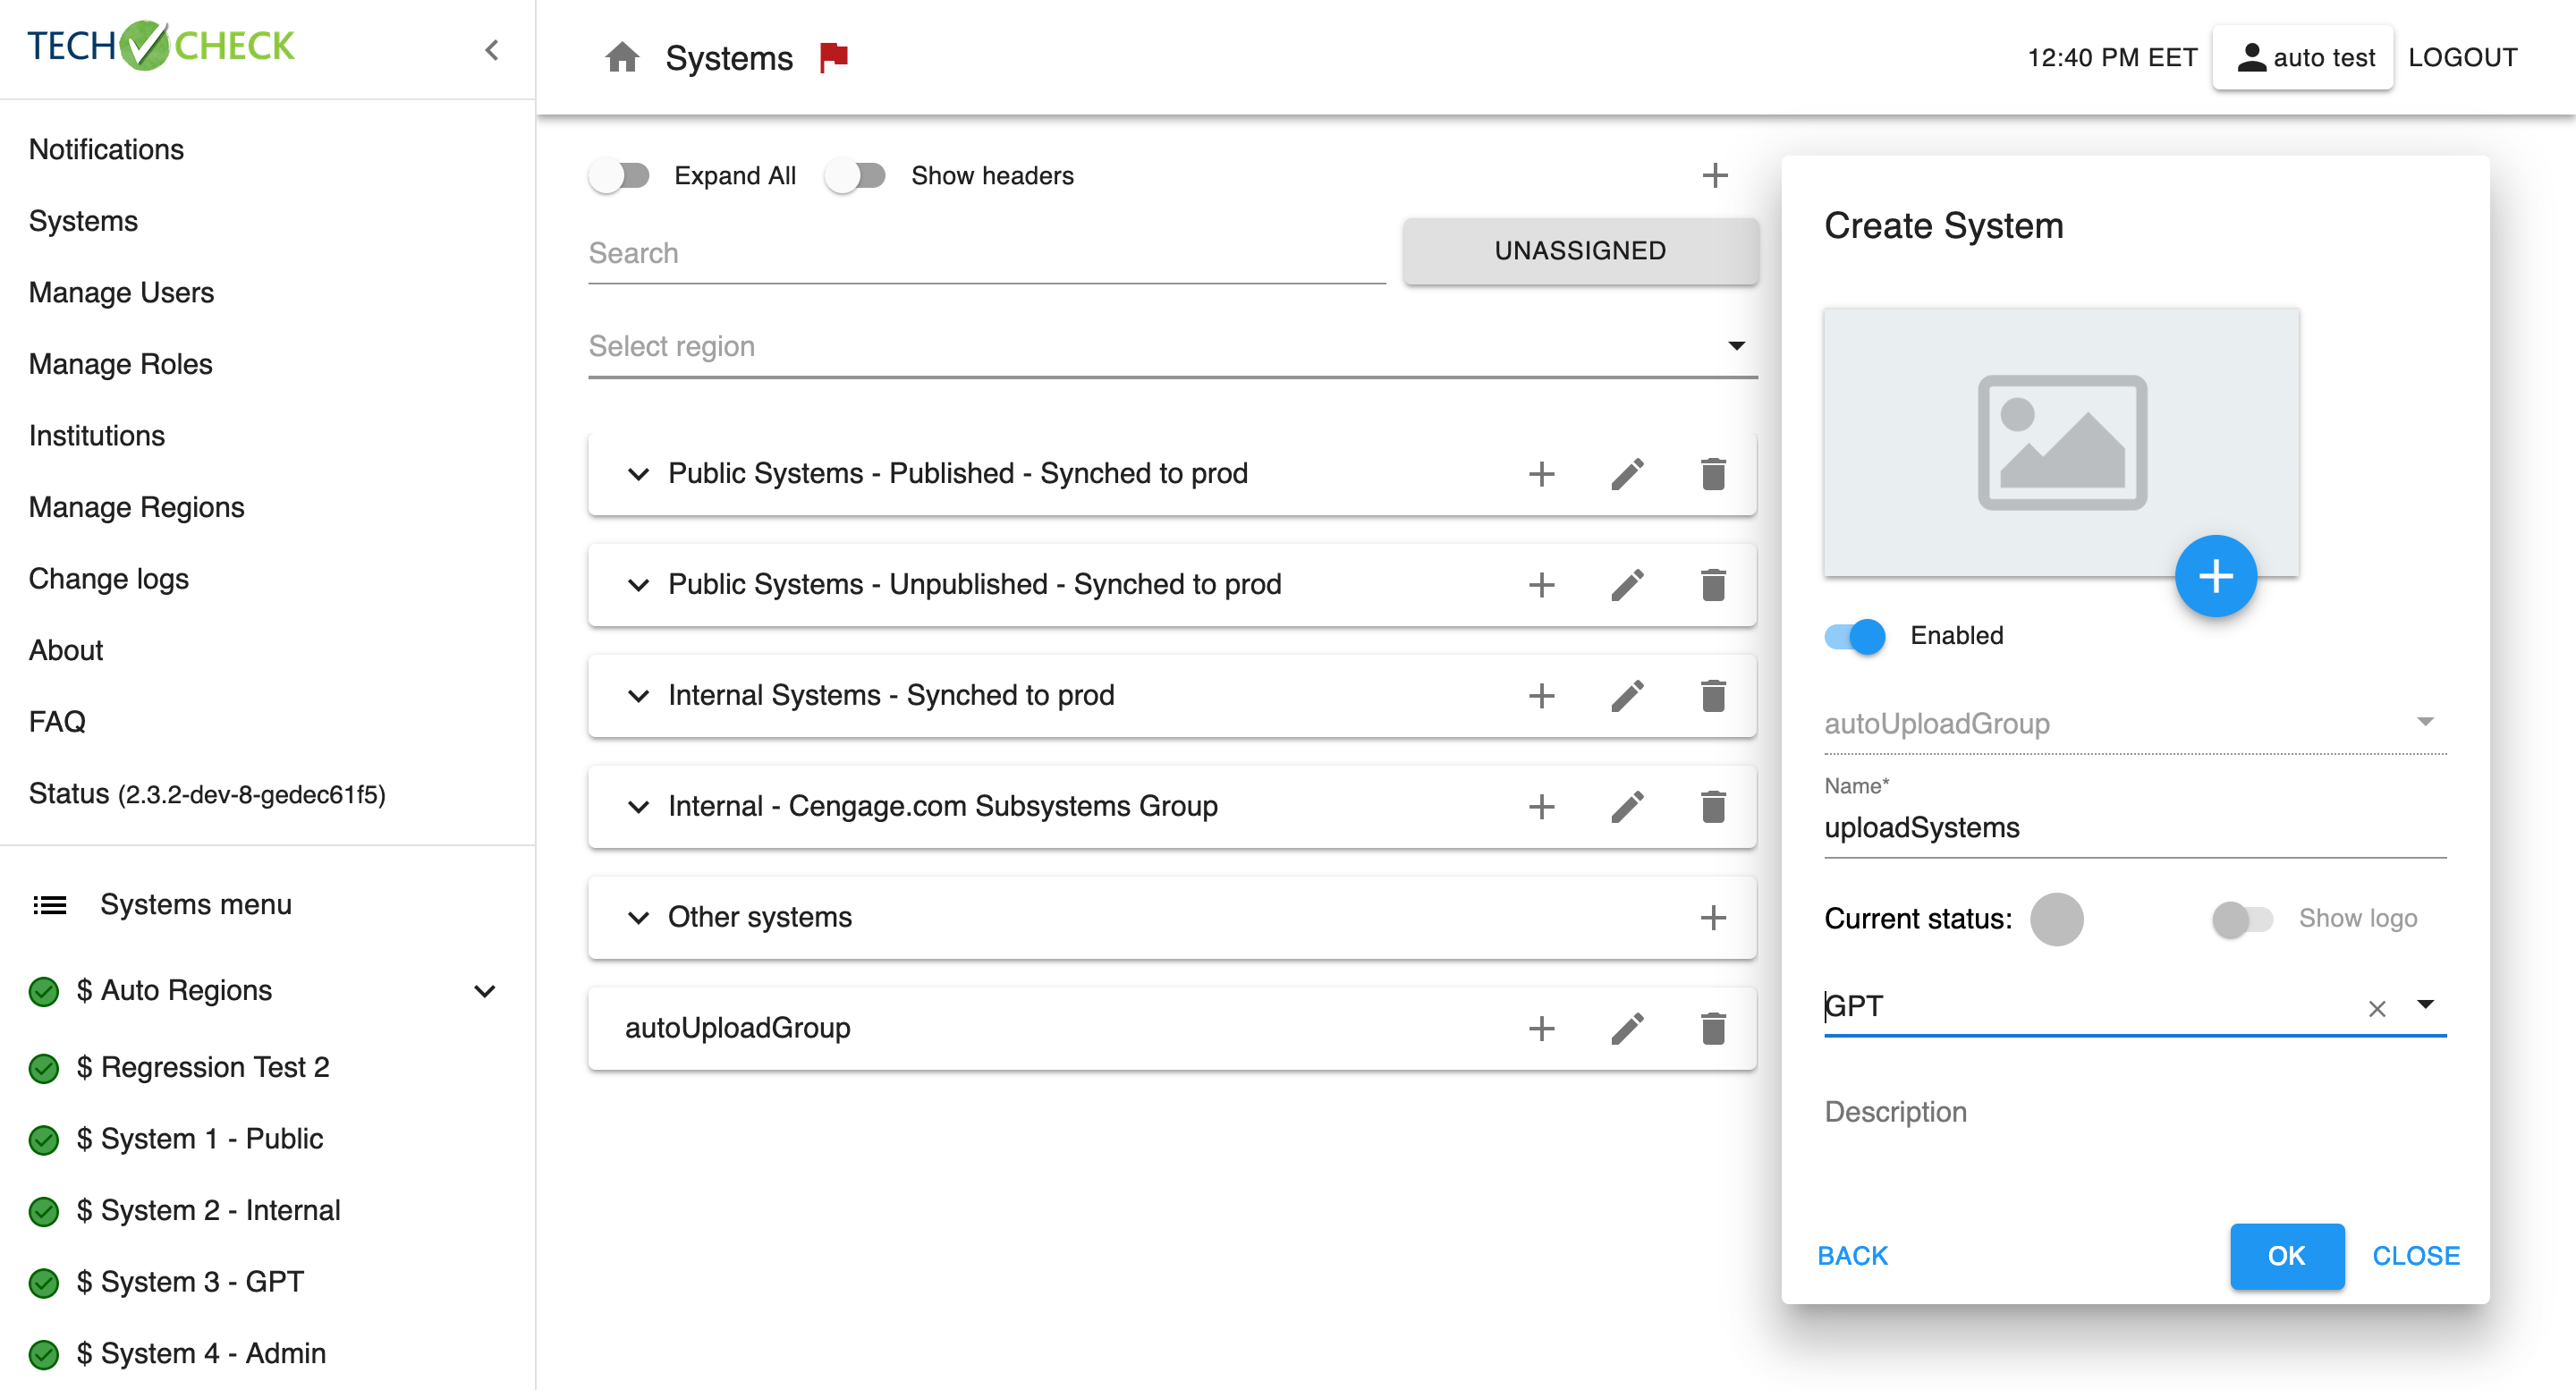 TECH CHECK
Notifications
Systems
Manage Users
Manage Roles
Institutions
Manage Regions
Change logs
About
FAQ
Status (2.3.2-dev-8-gedec61f5)
Systems menu
$ Auto Regions
$ Regression Test 2
$ System 1 - Public
$ System 2 - Internal
$ System 3 - GPT
$ System 4 - Admin
Systems
12:40 PM EET
auto test
LOGOUT
Expand All
Show headers
Search
UNASSIGNED
Select region
Public Systems - Published - Synched to prod
Public Systems - Unpublished - Synched to prod
Internal Systems - Synched to prod
Internal - Cengage.com Subsystems Group
Other systems
autoUploadGroup
Create System
Enabled
autoUploadGroup
Name*
uploadSystems
Current status:
Show logo
GPT
Description
BACK
OK
CLOSE